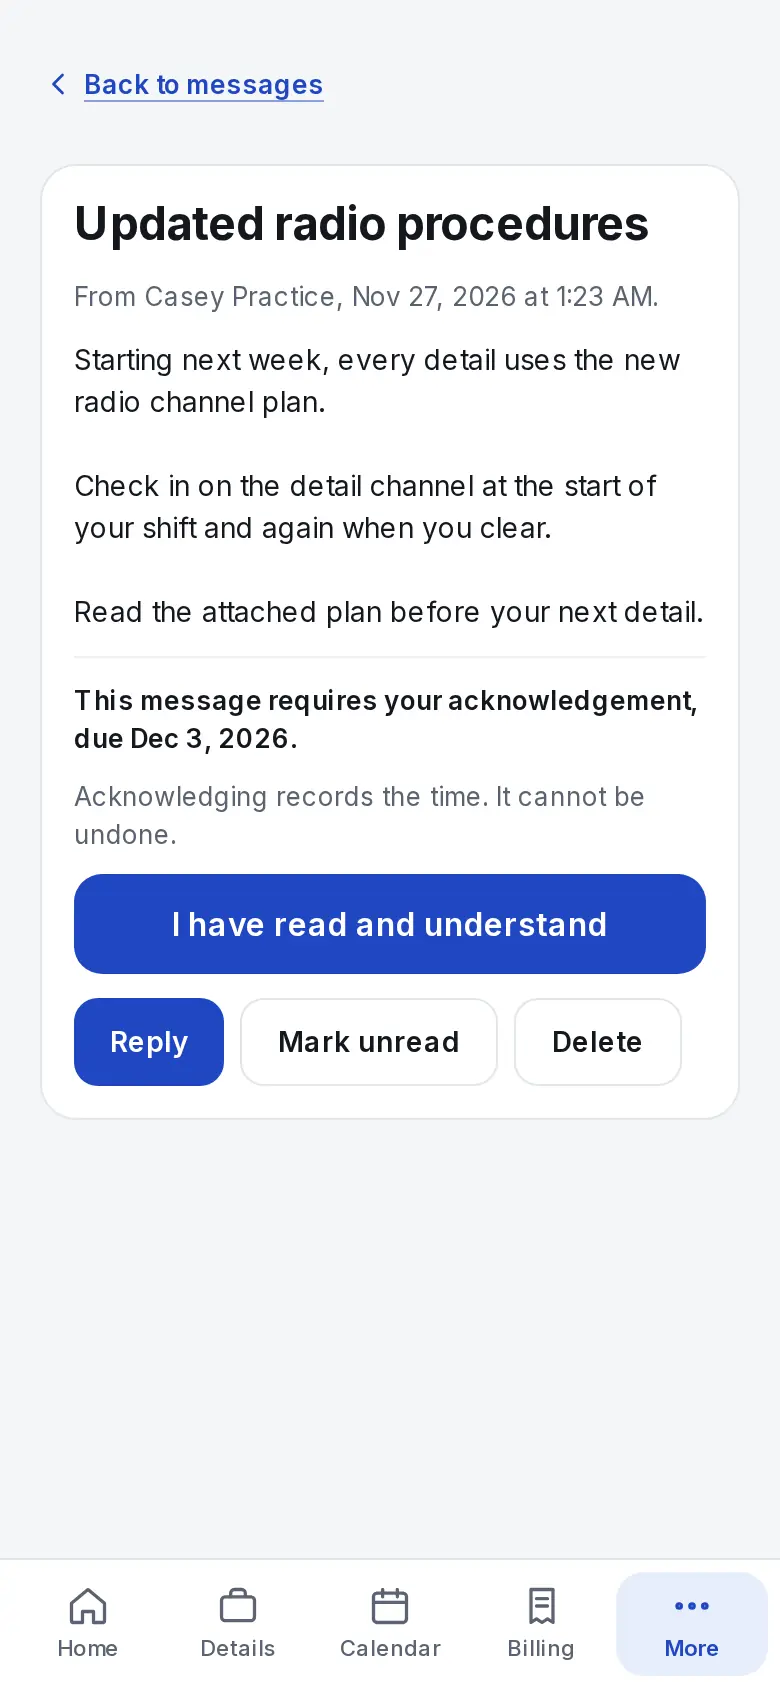 Back to messages
Updated radio procedures
From Casey Practice, Nov 27, 2026 at 1:23 AM.
Starting next week, every detail uses the new
radio channel plan.
Check in on the detail channel at the start of
your shift and again when you clear.
Read the attached plan before your next detail.
This message requires your acknowledgement,
due Dec 3, 2026.
Acknowledging records the time. It cannot be
undone.
I have read and understand
Reply
Mark unread
Delete
Home
Details
Calendar
Billing
More